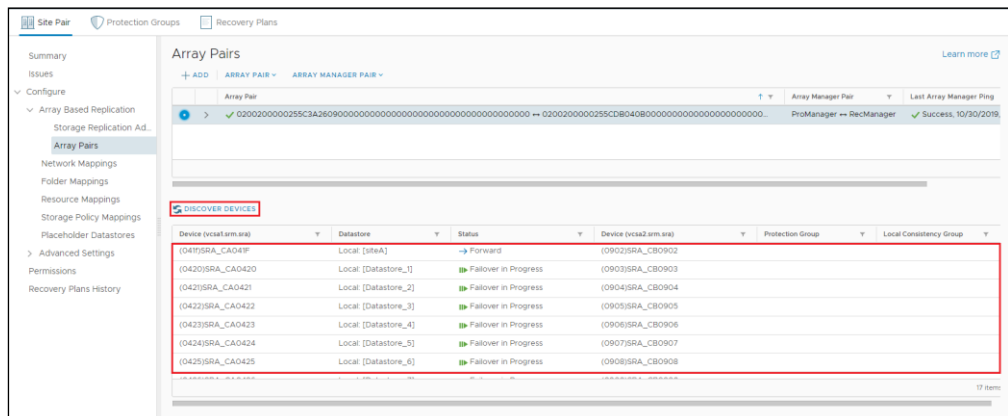 Site Pair Protection Groups Recovery Plans
Summary
Issues
Configure
Array Based Replication
Storage Replication Ad...
Array Pairs
Network Mappings
Folder Mappings
Resource Mappings
Storage Policy Mappings
Placeholder Datastores
Advanced Settings
Permissions
Recovery Plans History
Array Pairs Learn more
+ ADD ARRAY PAIR ARRAY MANAGER PAIR
Array Pair Array Manager Pair Last Array Manager Ping
ProManager ↔ RecManager Success, 10/30/2019,
DISCOVER DEVICES
Device (vcsa1.srm.sra) Datastore Status Device (vcsa2.srm.sra) Protection Group Local Consistency Group
(041f)SRA_CA041F Local: [siteA] → Forward (0902)SRA_CB0902
(0420)SRA_CA0420 Local: [Datastore_1] Failover in Progress (0903)SRA_CB0903
(0421)SRA_CA0421 Local: [Datastore_2] Failover in Progress (0904)SRA_CB0904
(0422)SRA_CA0422 Local: [Datastore_3] Failover in Progress (0905)SRA_CB0905
(0423)SRA_CA0423 Local: [Datastore_4] Failover in Progress (0906)SRA_CB0906
(0424)SRA_CA0424 Local: [Datastore_5] Failover in Progress (0907)SRA_CB0907
(0425)SRA_CA0425 Local: [Datastore_6] Failover in Progress (0908)SRA_CB0908
17 items